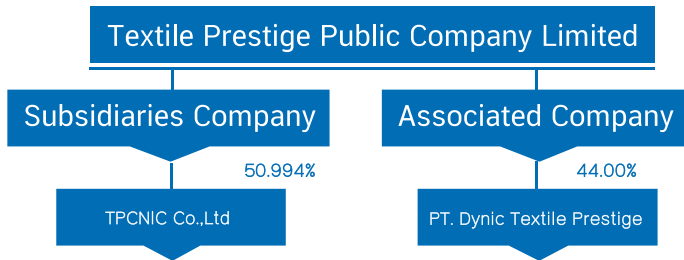 Textile Prestige Public Company Limited
Subsidiaries Company
Associated Company
50.994%
44.00%
TPCNIC Co.,Ltd
PT. Dynic Textile Prestige